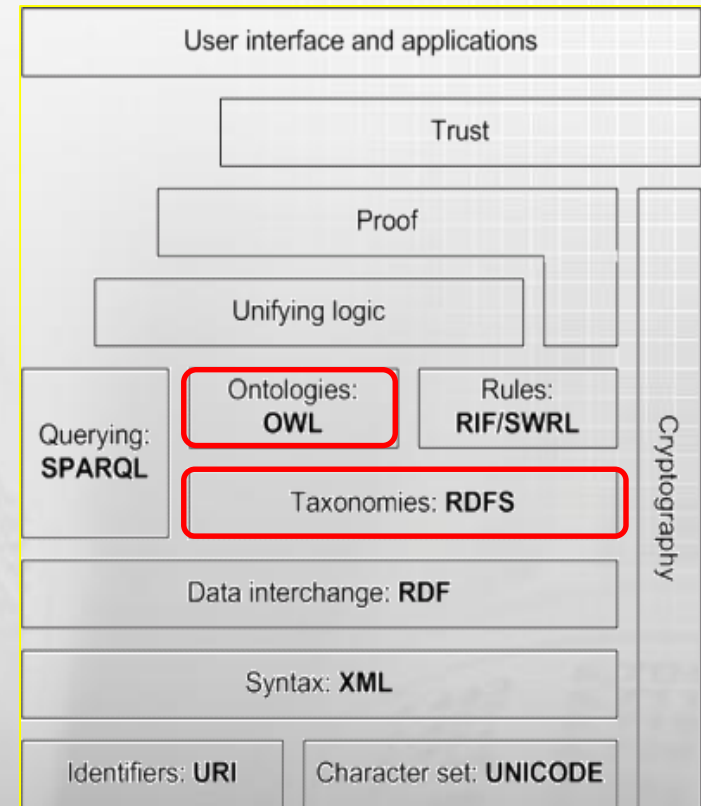 User interface and applications
Trust
Proof
Unifying logic
Querying:
SPARQL
Ontologies:
OWL
Rules:
RIF/SWRL
Taxonomies: RDFS
Cryptography
Data interchange: RDF
Syntax: XML
Identifiers: URI
Character set: UNICODE